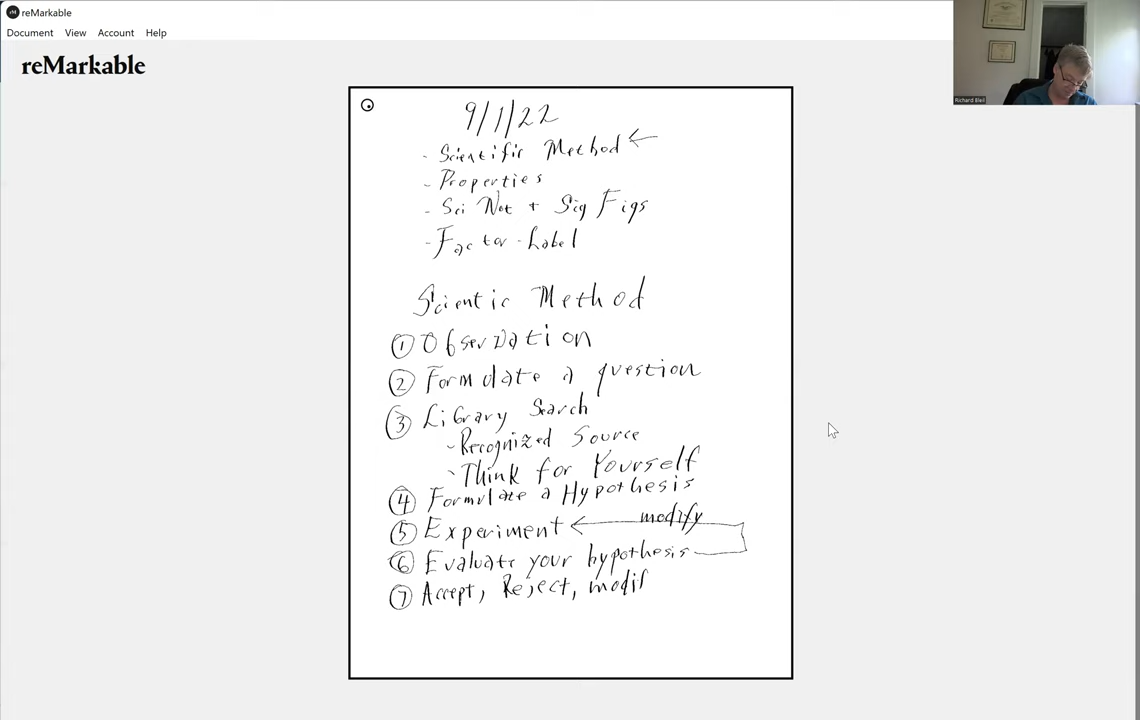 reMarkable
Document View Account Help
reMarkable
9/1/22
- Scientific Method ←
- Properties
- Sci Not + Sig Figs
- Factor-Label
Scientic Method
① Observation
② Formulate a question
③ Library Search
- Recognized Source
- Think for Yourself
④ Formulate a Hypothesis
⑤ Experiment ← modify
⑥ Evaluate your hypothesis
⑦ Accept, Reject, modif
Richard Blail